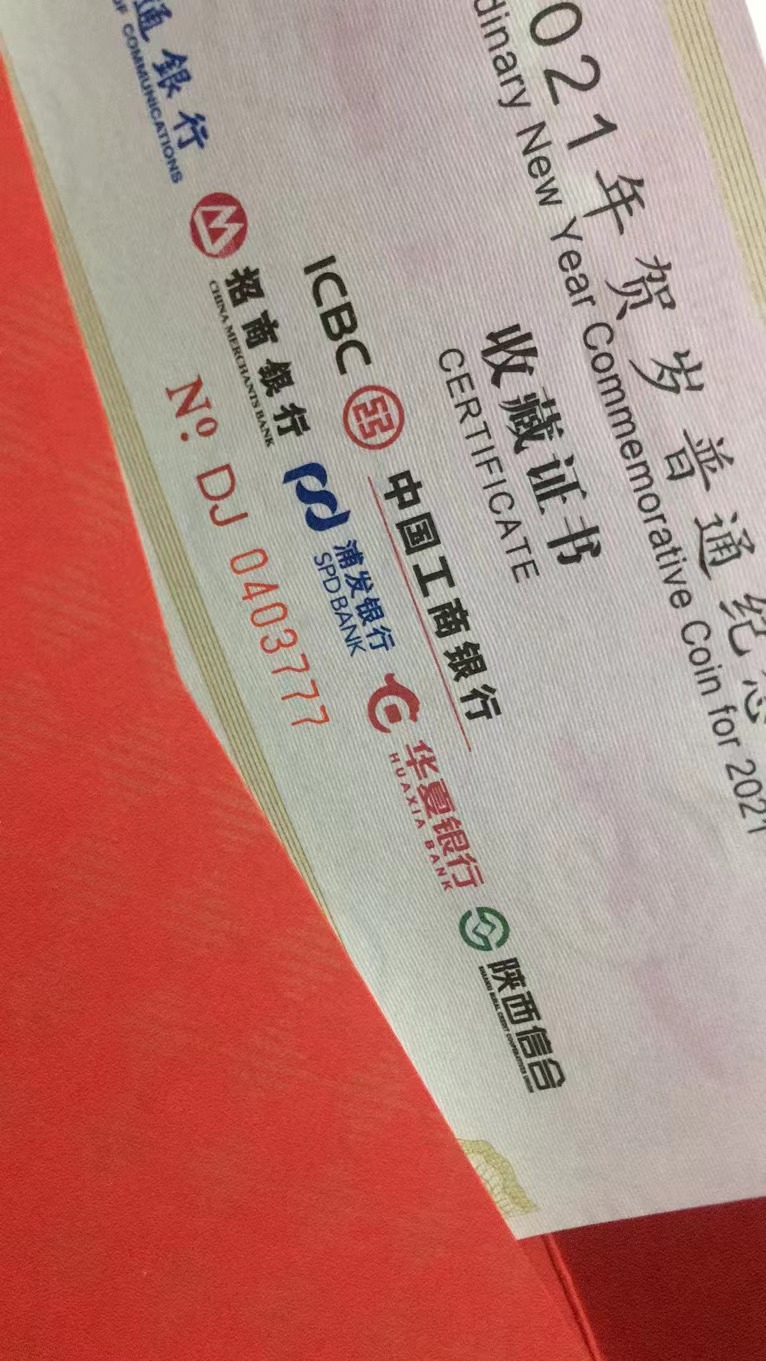 2021年贺岁普通纪念
dinary New Year Commemorative Coin for 2021
收藏证书
CERTIFICATE
ICBC 中国工商银行
通银行
OF COMMUNICATIONS
招商银行
CHINA MERCHANTS BANK
浦发银行
SPD BANK
华夏银行
HUAXIA BANK
陕西信合
Nº DJ 0403777